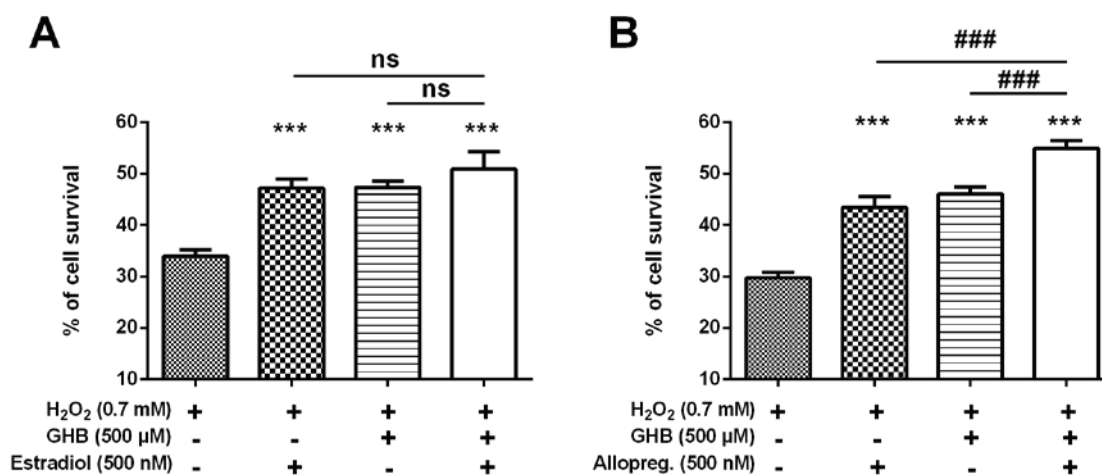 A
ns
ns
*** *** ***
% of cell survival
60
50
40
30
20
10
H₂O₂ (0.7 mM) + + + +
GHB (500 µM) - - + +
Estradiol (500 nM) - + - +
B
###
###
*** *** ***
% of cell survival
60
50
40
30
20
10
H₂O₂ (0.7 mM) + + + +
GHB (500 µM) - - + +
Allopreg. (500 nM) - + - +